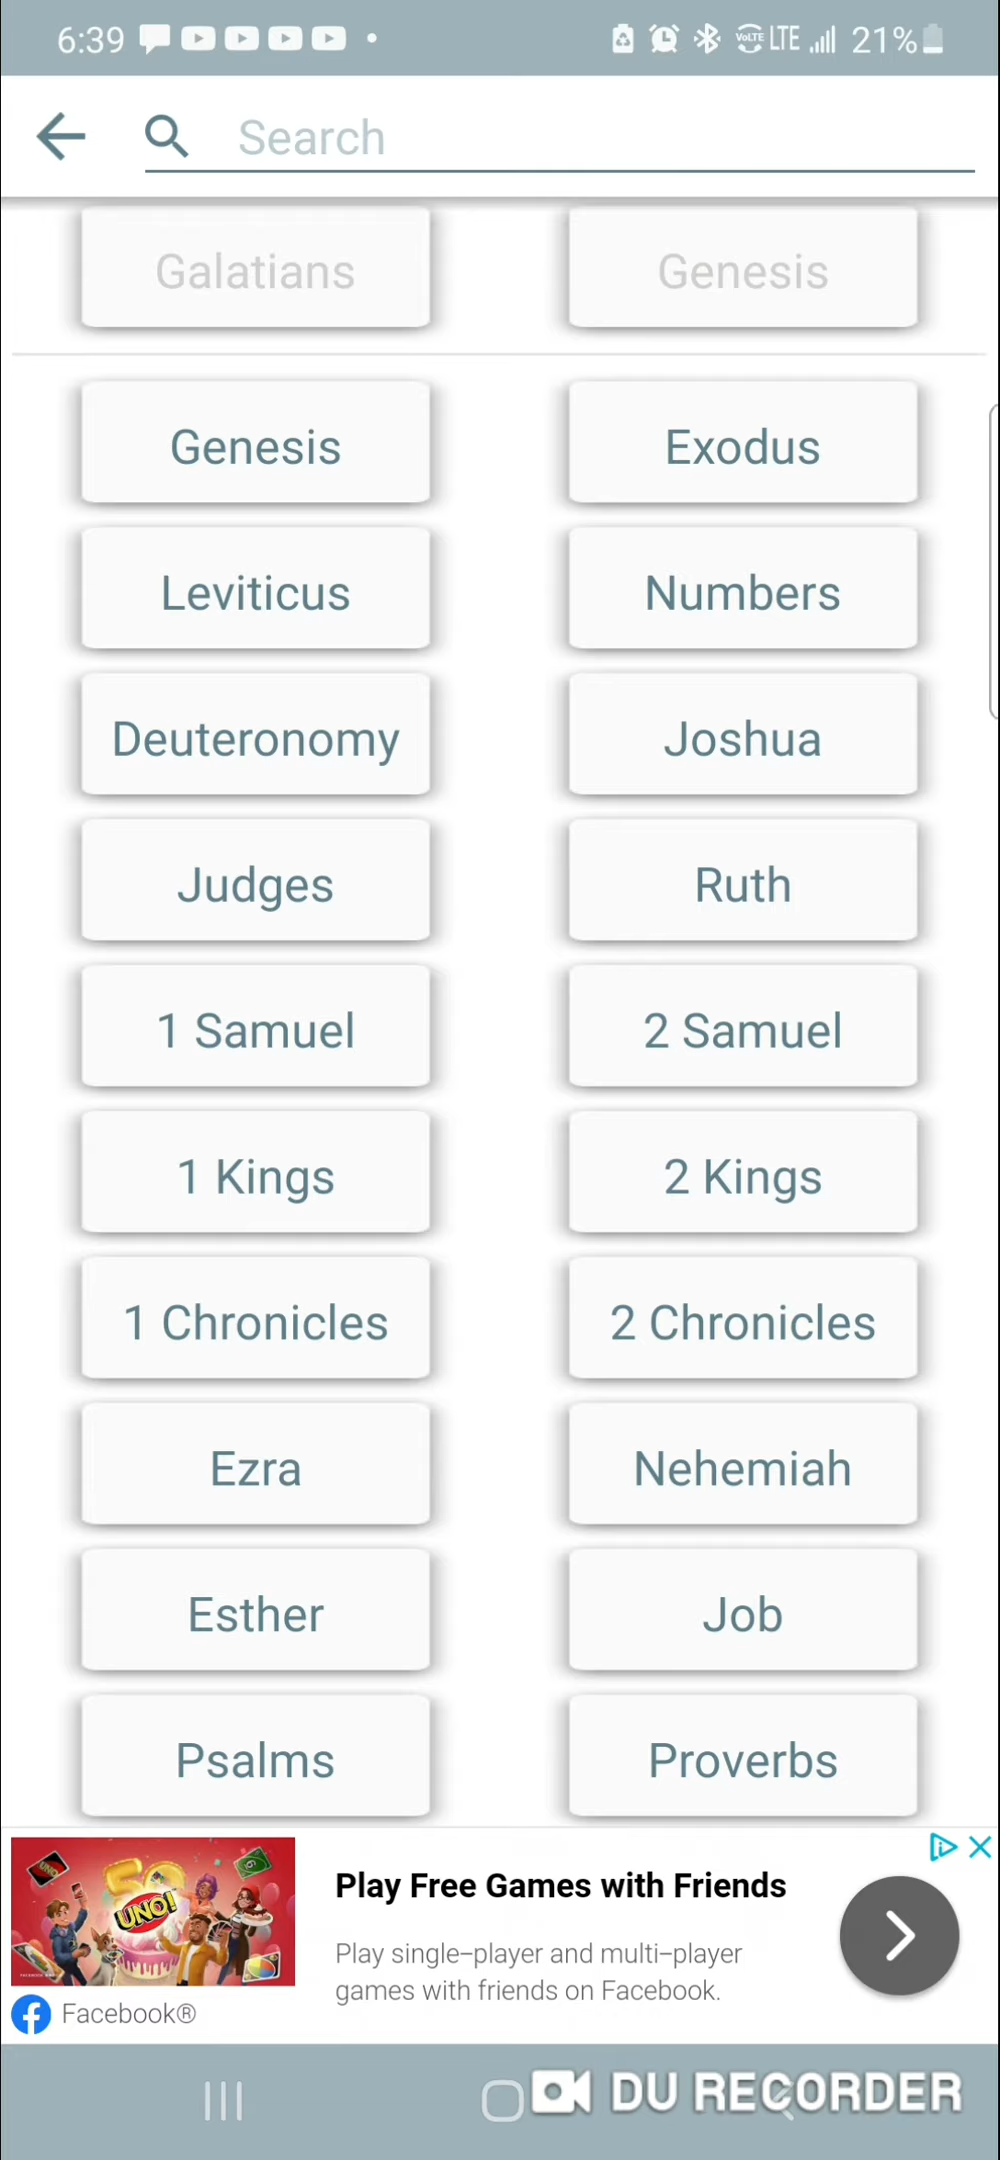 6:39 VoLTE LTE 21%
Search
Galatians Genesis
Genesis Exodus
Leviticus Numbers
Deuteronomy Joshua
Judges Ruth
1 Samuel 2 Samuel
1 Kings 2 Kings
1 Chronicles 2 Chronicles
Ezra Nehemiah
Esther Job
Psalms Proverbs
UNO!
Play Free Games with Friends
Play single-player and multi-player
games with friends on Facebook.
Facebook®
DU RECORDER